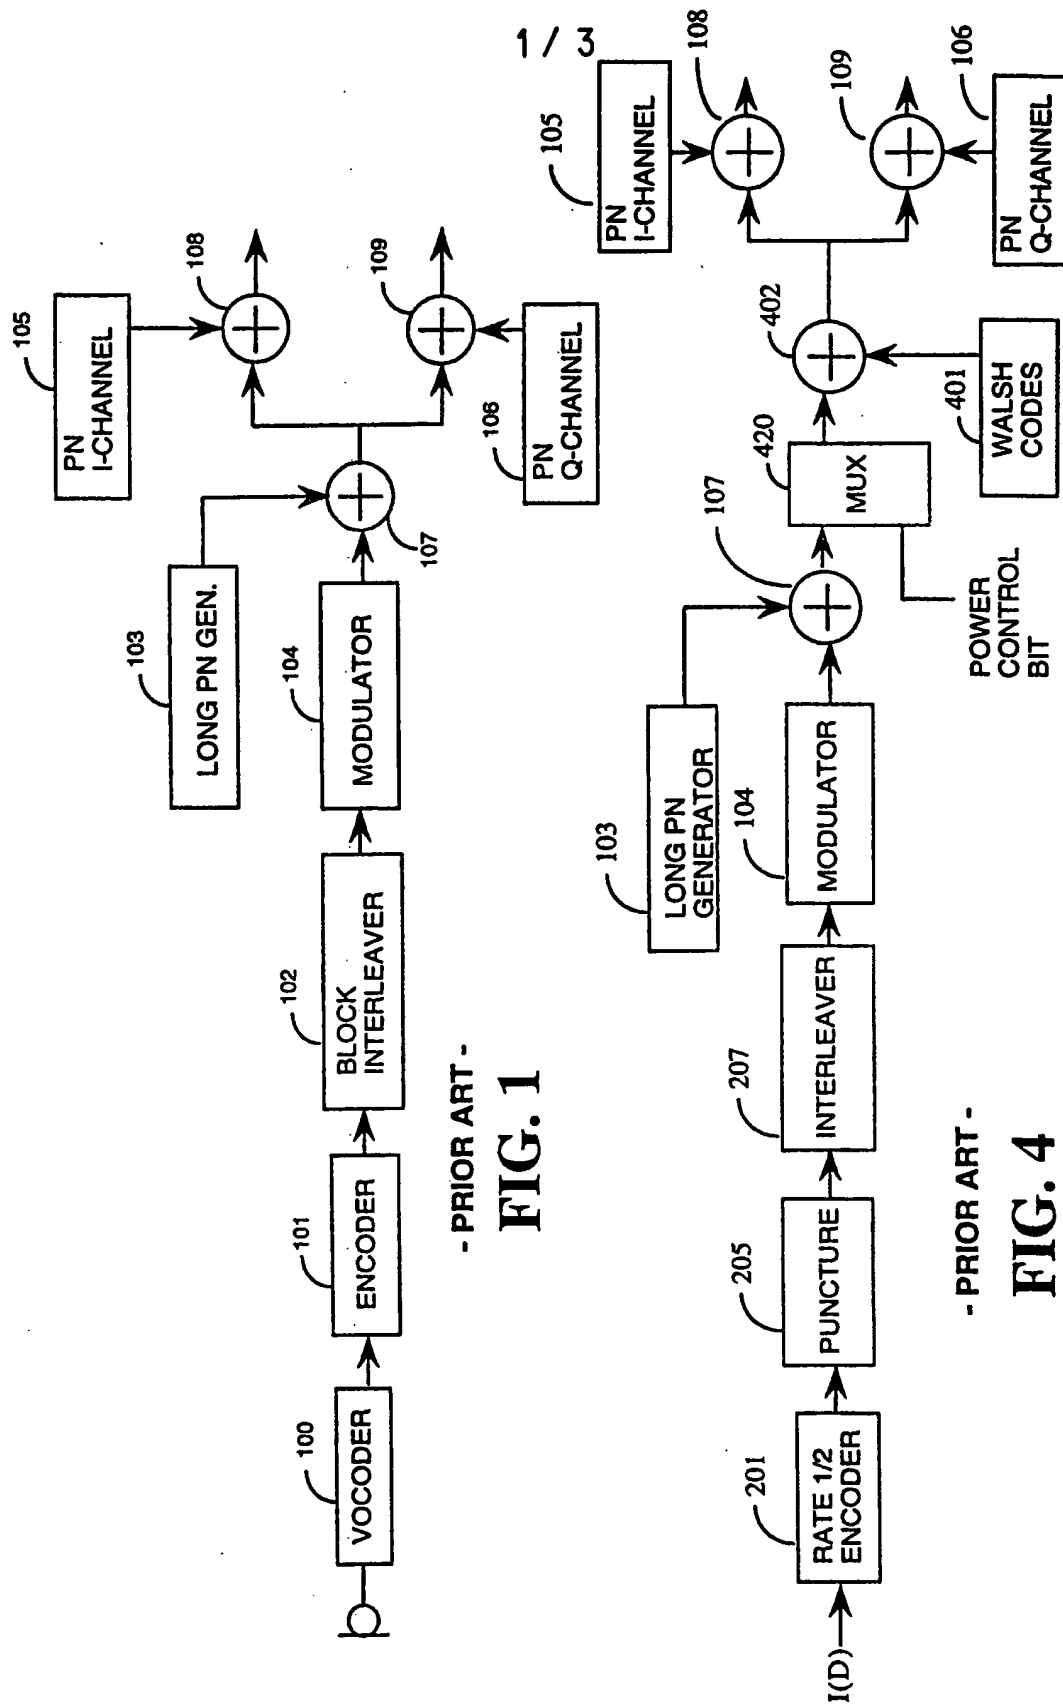 1 / 3
100
VOCODER
101
ENCODER
102
BLOCK
INTERLEAVER
104
MODULATOR
103
LONG PN GEN.
107
105
PN
I-CHANNEL
108
109
106
PN
Q-CHANNEL
- PRIOR ART -
FIG. 1
I(D)
201
RATE 1/2
ENCODER
205
PUNCTURE
207
INTERLEAVER
104
MODULATOR
103
LONG PN
GENERATOR
107
420
MUX
POWER
CONTROL
BIT
402
WALSH
CODES
401
105
PN
I-CHANNEL
108
109
106
PN
Q-CHANNEL
- PRIOR ART -
FIG. 4